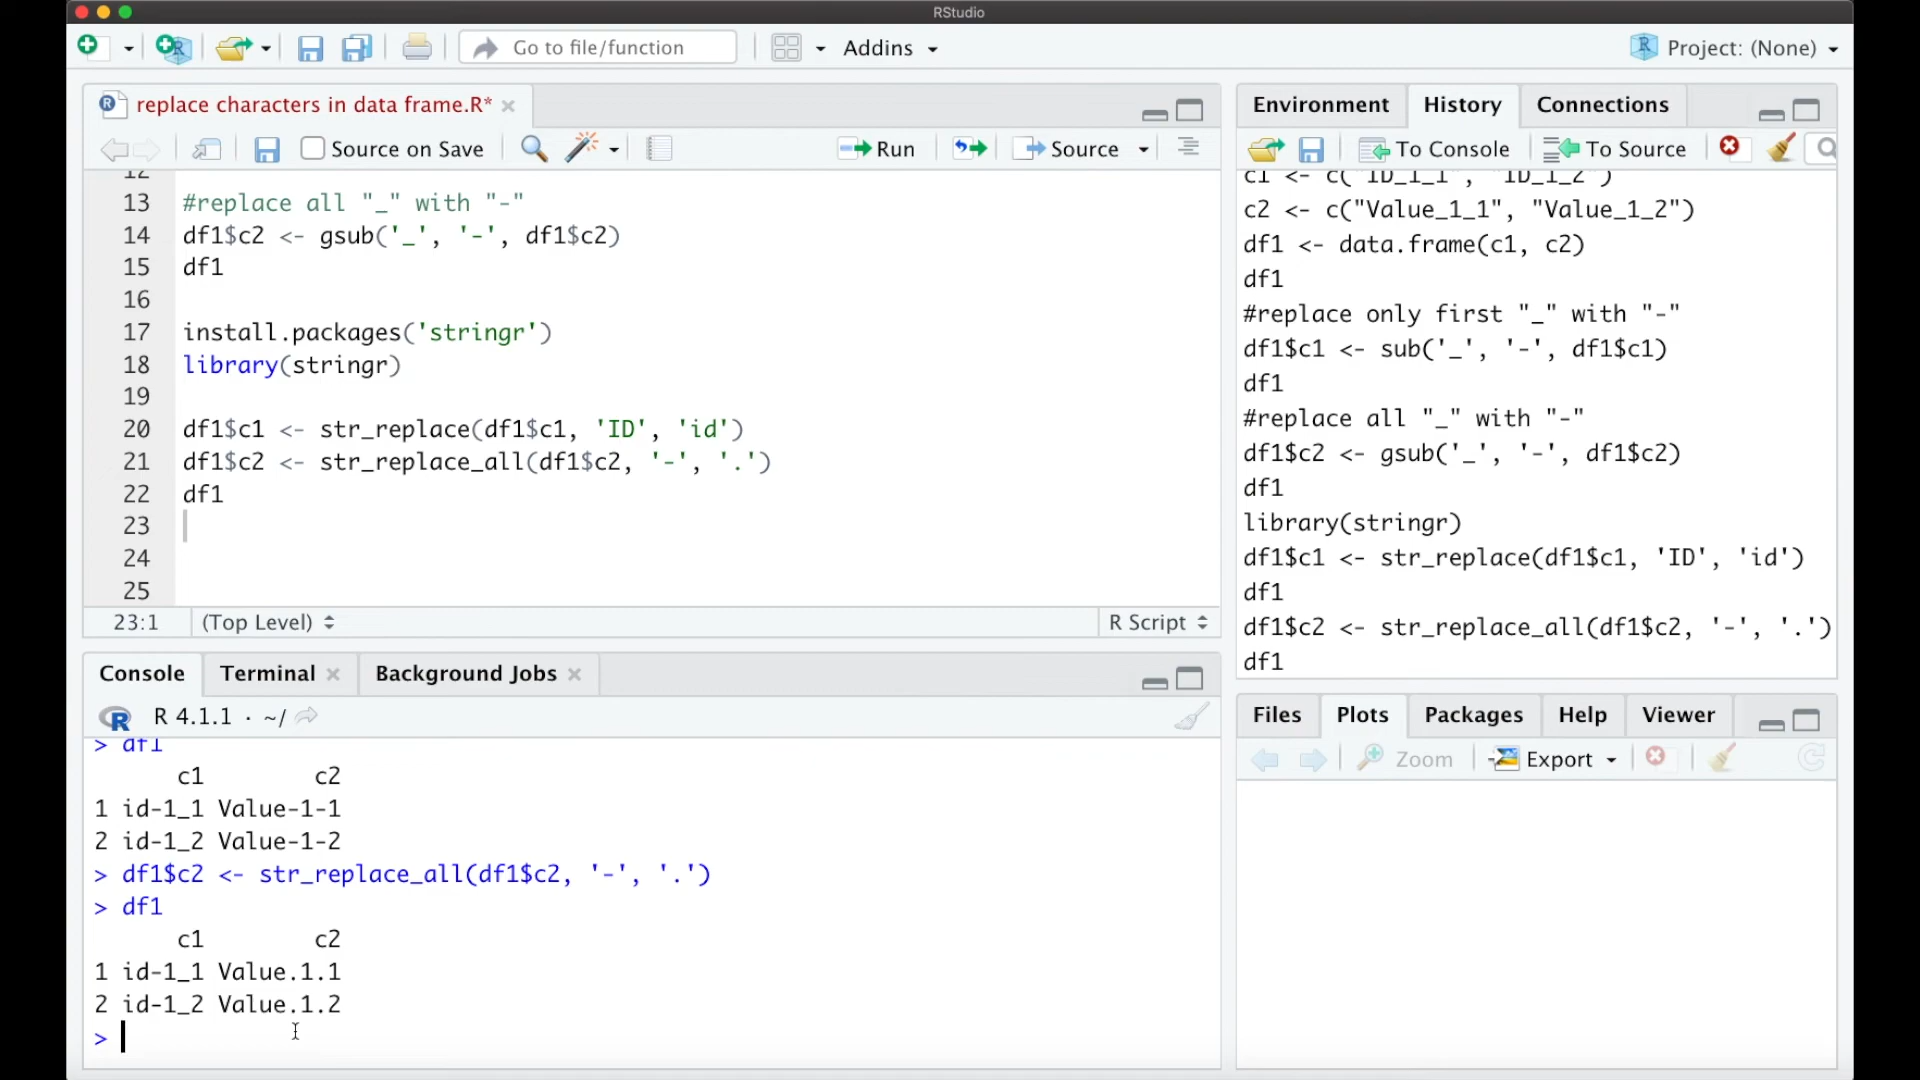 RStudio
Go to file/function
Addins
Project: (None)
replace characters in data frame.R*
Source on Save
Run
Source
12
13 #replace all "_" with "-"
14 df1$c2 <- gsub('_', '-', df1$c2)
15 df1
16
17 install.packages('stringr')
18 library(stringr)
19
20 df1$c1 <- str_replace(df1$c1, 'ID', 'id')
21 df1$c2 <- str_replace_all(df1$c2, '-', '.')
22 df1
23
24
25
23:1 (Top Level) R Script
Console Terminal Background Jobs
R 4.1.1 · ~/
> df1
c1 c2
1 id-1_1 Value-1-1
2 id-1_2 Value-1-2
> df1$c2 <- str_replace_all(df1$c2, '-', '.')
> df1
c1 c2
1 id-1_1 Value.1.1
2 id-1_2 Value.1.2
>
Environment History Connections
To Console To Source
c1 <- c("ID_1_1", "ID_1_2")
c2 <- c("Value_1_1", "Value_1_2")
df1 <- data.frame(c1, c2)
df1
#replace only first "_" with "-"
df1$c1 <- sub('_', '-', df1$c1)
df1
#replace all "_" with "-"
df1$c2 <- gsub('_', '-', df1$c2)
df1
library(stringr)
df1$c1 <- str_replace(df1$c1, 'ID', 'id')
df1
df1$c2 <- str_replace_all(df1$c2, '-', '.')
df1
Files Plots Packages Help Viewer
Zoom Export